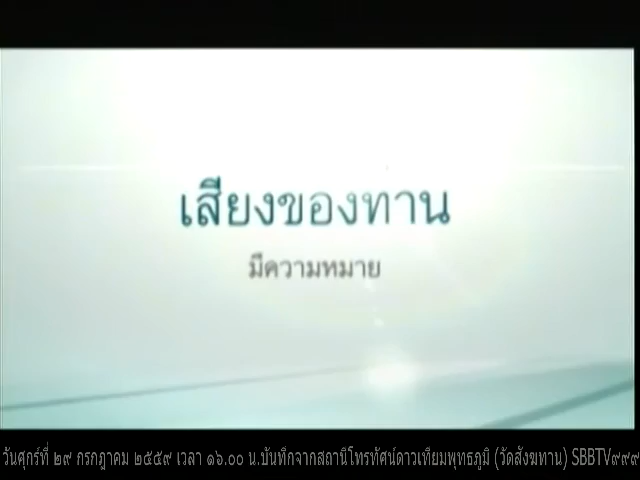 เสียงของทาน
มีความหมาย
วันศุกร์ที่ ๒๙ กรกฎาคม ๒๕๕๙ เวลา ๑๖.๐๐ น.บันทึกจากสถานีโทรทัศน์ดาวเทียมพุทธภูมิ (วัดสังฆทาน) SBBTV๙๙๙